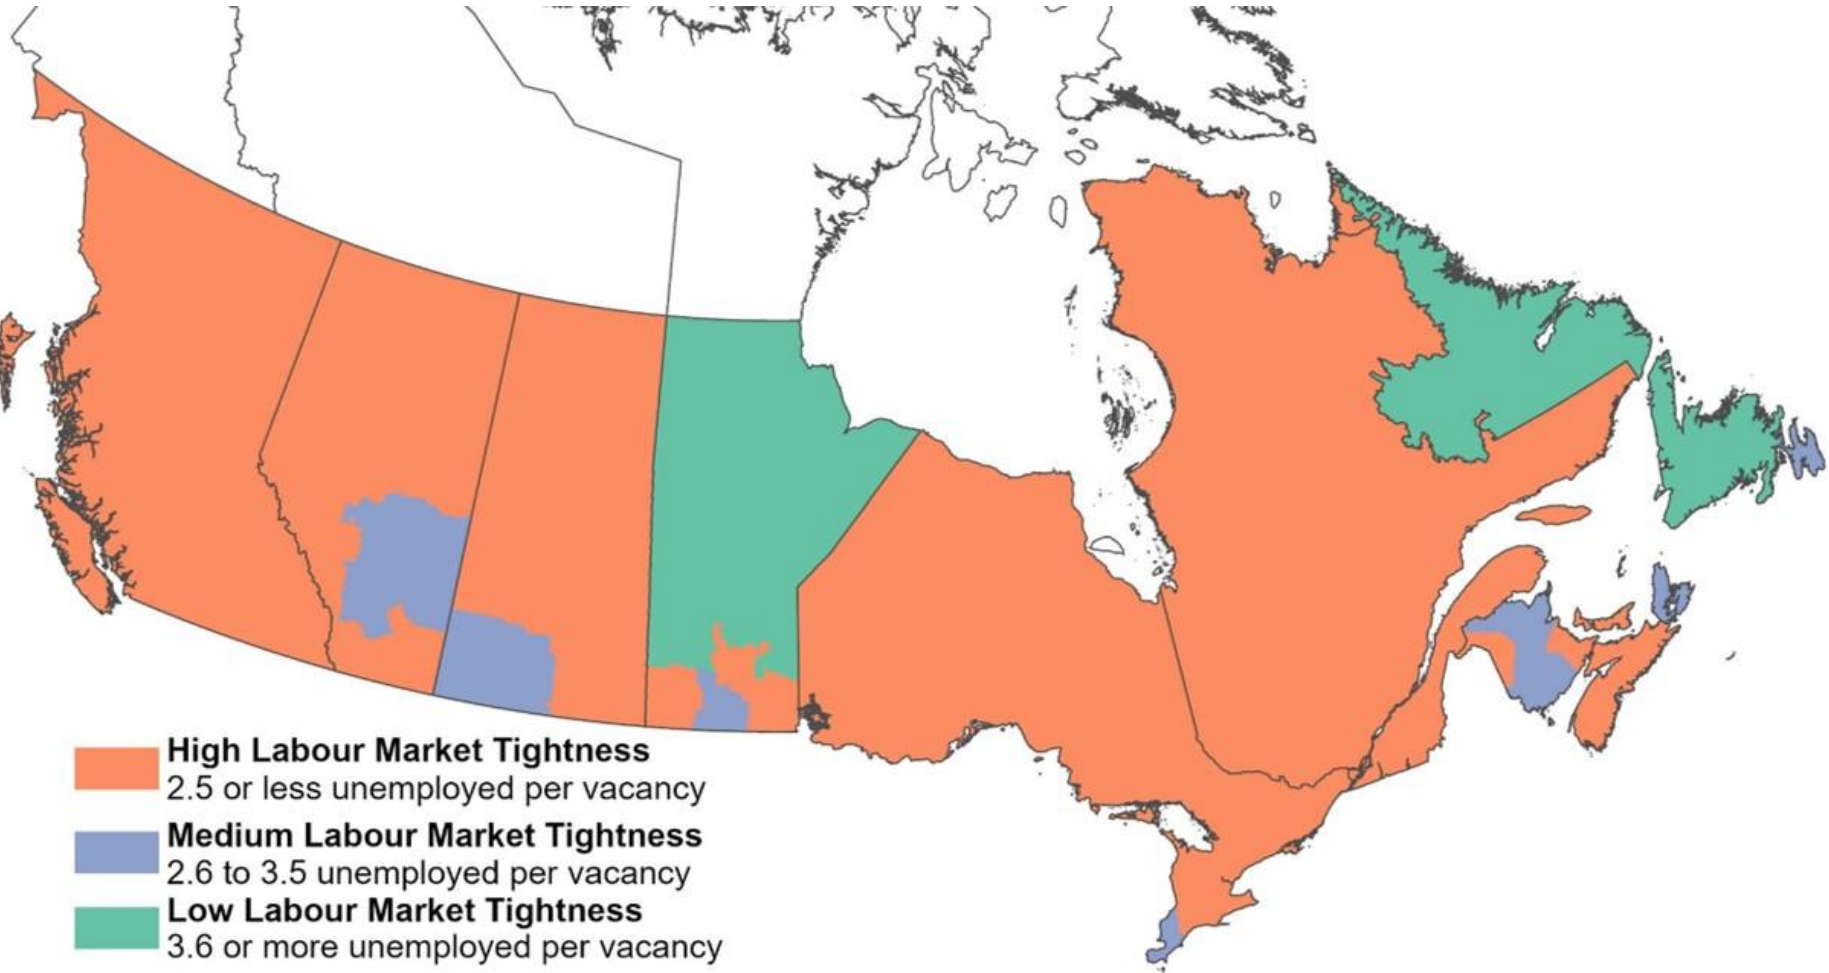 High Labour Market Tightness
2.5 or less unemployed per vacancy
Medium Labour Market Tightness
2.6 to 3.5 unemployed per vacancy
Low Labour Market Tightness
3.6 or more unemployed per vacancy